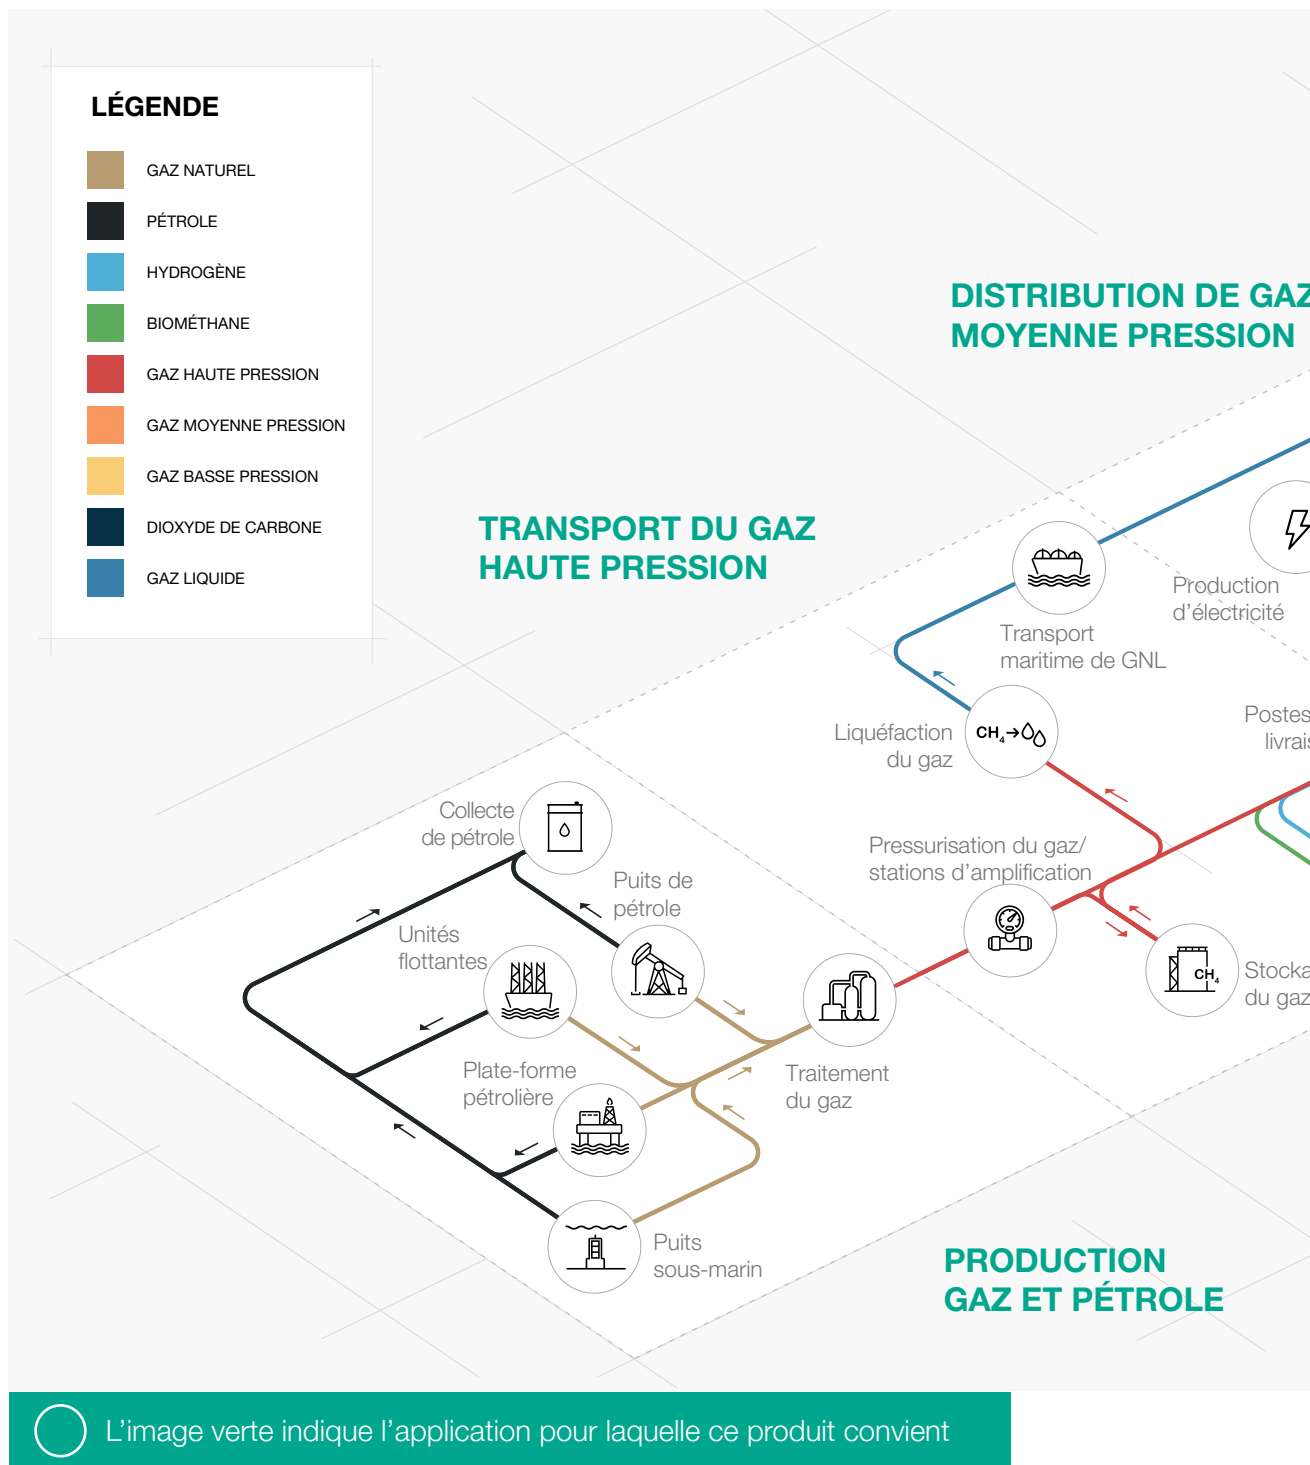 LÉGENDE
GAZ NATUREL
PÉTROLE
HYDROGÈNE
BIOMÉTHANE
GAZ HAUTE PRESSION
GAZ MOYENNE PRESSION
GAZ BASSE PRESSION
DIOXYDE DE CARBONE
GAZ LIQUIDE
DISTRIBUTION DE GAZ
MOYENNE PRESSION
TRANSPORT DU GAZ
HAUTE PRESSION
Production
d’électricité
Transport
maritime de GNL
Liquéfaction
du gaz
CH₄→
Postes
Collecte
de pétrole
Pressurisation du gaz/
stations d’amplification
Puits de
pétrole
Unités
flottantes
CH₄
du gaz
Plate-forme
pétrolière
Traitement
du gaz
Puits
sous-marin
PRODUCTION
GAZ ET PÉTROLE
L’image verte indique l’application pour laquelle ce produit convient